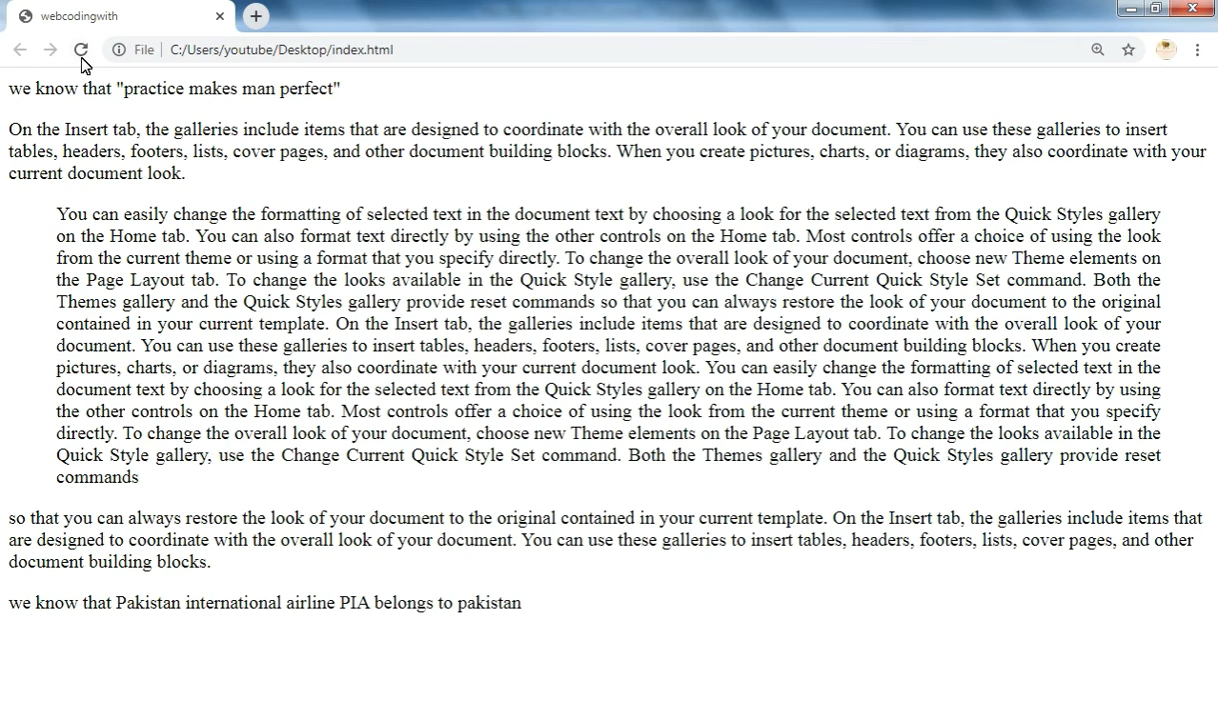 webcodingwith
File
C:/Users/youtube/Desktop/index.html
we know that "practice makes man perfect"
On the Insert tab, the galleries include items that are designed to coordinate with the overall look of your document. You can use these galleries to insert
tables, headers, footers, lists, cover pages, and other document building blocks. When you create pictures, charts, or diagrams, they also coordinate with your
current document look.
You can easily change the formatting of selected text in the document text by choosing a look for the selected text from the Quick Styles gallery
on the Home tab. You can also format text directly by using the other controls on the Home tab. Most controls offer a choice of using the look
from the current theme or using a format that you specify directly. To change the overall look of your document, choose new Theme elements on
the Page Layout tab. To change the looks available in the Quick Style gallery, use the Change Current Quick Style Set command. Both the
Themes gallery and the Quick Styles gallery provide reset commands so that you can always restore the look of your document to the original
contained in your current template. On the Insert tab, the galleries include items that are designed to coordinate with the overall look of your
document. You can use these galleries to insert tables, headers, footers, lists, cover pages, and other document building blocks. When you create
pictures, charts, or diagrams, they also coordinate with your current document look. You can easily change the formatting of selected text in the
document text by choosing a look for the selected text from the Quick Styles gallery on the Home tab. You can also format text directly by using
the other controls on the Home tab. Most controls offer a choice of using the look from the current theme or using a format that you specify
directly. To change the overall look of your document, choose new Theme elements on the Page Layout tab. To change the looks available in the
Quick Style gallery, use the Change Current Quick Style Set command. Both the Themes gallery and the Quick Styles gallery provide reset
commands
so that you can always restore the look of your document to the original contained in your current template. On the Insert tab, the galleries include items that
are designed to coordinate with the overall look of your document. You can use these galleries to insert tables, headers, footers, lists, cover pages, and other
document building blocks.
we know that Pakistan international airline PIA belongs to pakistan